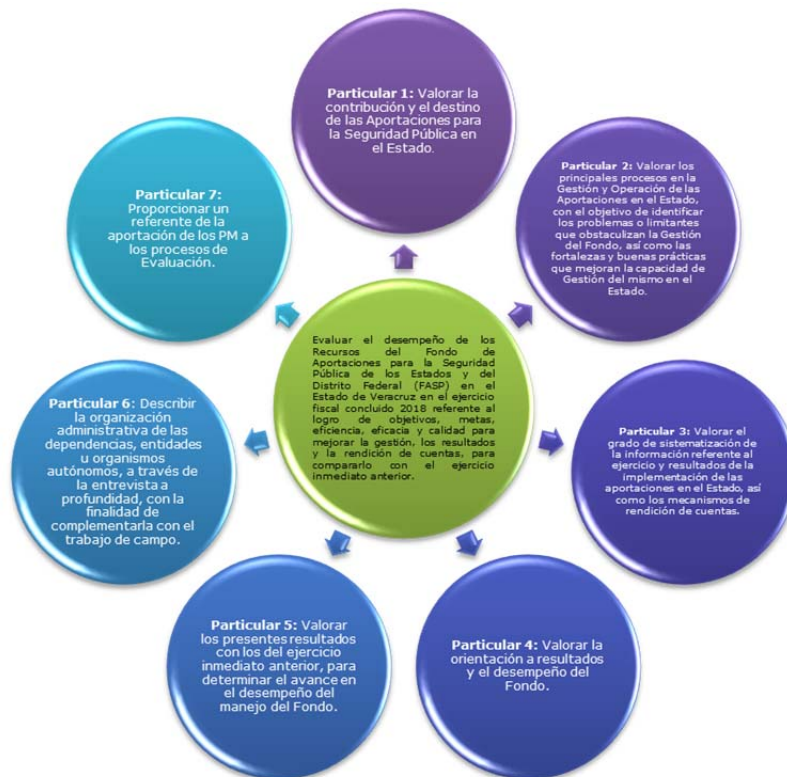 Particular 1: Valorar la
contribución y el destino
de las Aportaciones para
la Seguridad Pública en
el Estado.
Particular 2: Valorar los
principales procesos en la
Gestión y Operación de las
Aportaciones en el Estado,
con el objetivo de identificar
los problemas o limitantes
que obstaculizan la Gestión
del Fondo, así como las
fortalezas y buenas prácticas
que mejoran la capacidad de
Gestión del mismo en el
Estado.
Particular 3: Valorar el
grado de sistematización de
la información referente al
ejercicio y resultados de la
implementación de las
aportaciones en el Estado, así
como los mecanismos de
rendición de cuentas.
Particular 4: Valorar la
orientación a resultados
y el desempeño del
Fondo.
Particular 5: Valorar
los presentes resultados
con los del ejercicio
inmediato anterior, para
determinar el avance en
el desempeño del
manejo del Fondo.
Particular 6: Describir
la organización
administrativa de las
dependencias, entidades
u organismos
autónomos, a través de
la entrevista a
profundidad, con la
finalidad de
complementarla con el
trabajo de campo.
Particular 7:
Proporcionar un
referente de la
aportación de los PM a
los procesos de
Evaluación.
Evaluar el desempeño de los
Recursos del Fondo de
Aportaciones para la Seguridad
Pública de los Estados y del
Distrito Federal (FASP) en el
Estado de Veracruz en el ejercicio
fiscal concluido 2018 referente al
logro de objetivos, metas,
eficiencia, eficacia y calidad para
mejorar la gestión, los resultados
y la rendición de cuentas, para
compararlo con el ejercicio
inmediato anterior.